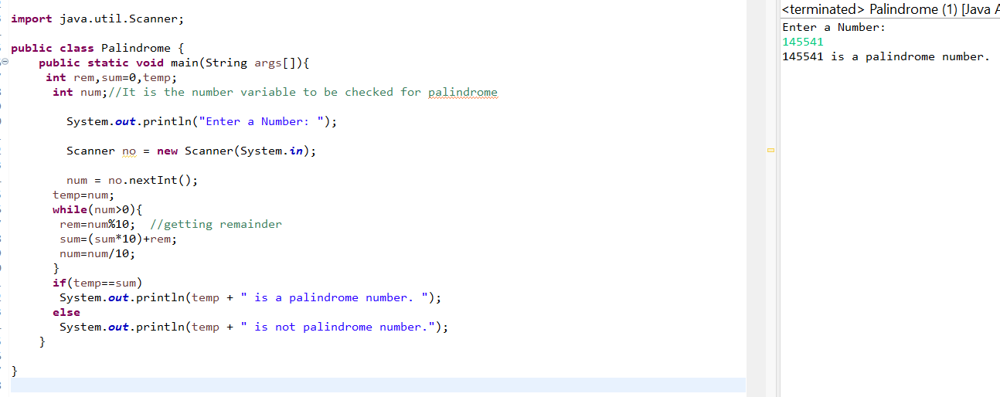 import java.util.Scanner;
public class Palindrome {
public static void main(String args[]){
int rem,sum=0,temp;
int num;//It is the number variable to be checked for palindrome
System.out.println("Enter a Number: ");
Scanner no = new Scanner(System.in);
num = no.nextInt();
temp=num;
while(num>0){
rem=num%10;  //getting remainder
sum=(sum*10)+rem;
num=num/10;
}
if(temp==sum)
System.out.println(temp + " is a palindrome number. ");
else
System.out.println(temp + " is not palindrome number.");
}
}
<terminated> Palindrome (1) [Java A
Enter a Number:
145541
145541 is a palindrome number.